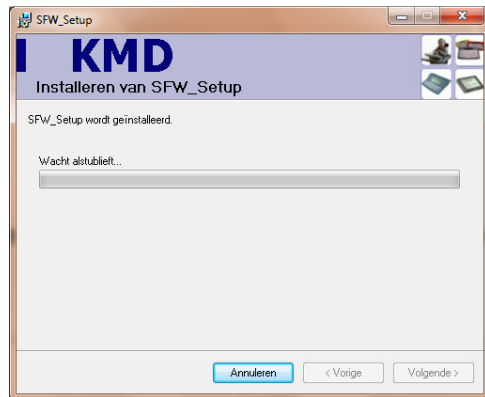 SFW_Setup
KMD
Installeren van SFW_Setup
SFW_Setup wordt geïnstalleerd.
Wacht alstublieft...
Annuleren
< Vorige
Volgende >